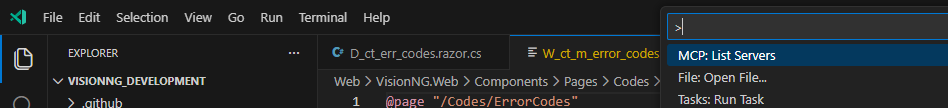 File Edit Selection View Go Run Terminal Help
>
EXPLORER ···
D_ct_err_codes.razor.cs W_ct_m_error_codes
MCP: List Servers
VISIONNG_DEVELOPMENT
Web > VisionNG.Web > Components > Pages > Codes >
File: Open File...
> .github
1 @page "/Codes/ErrorCodes"
Tasks: Run Task